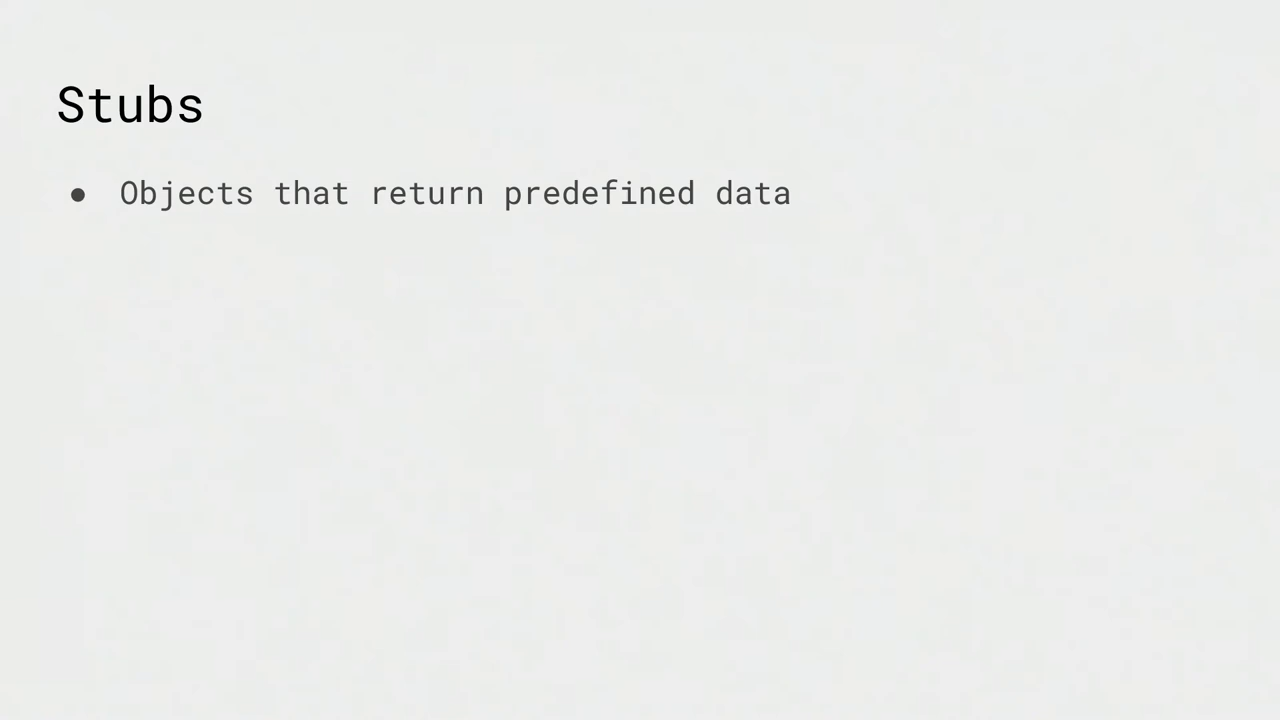 Stubs
● Objects that return predefined data